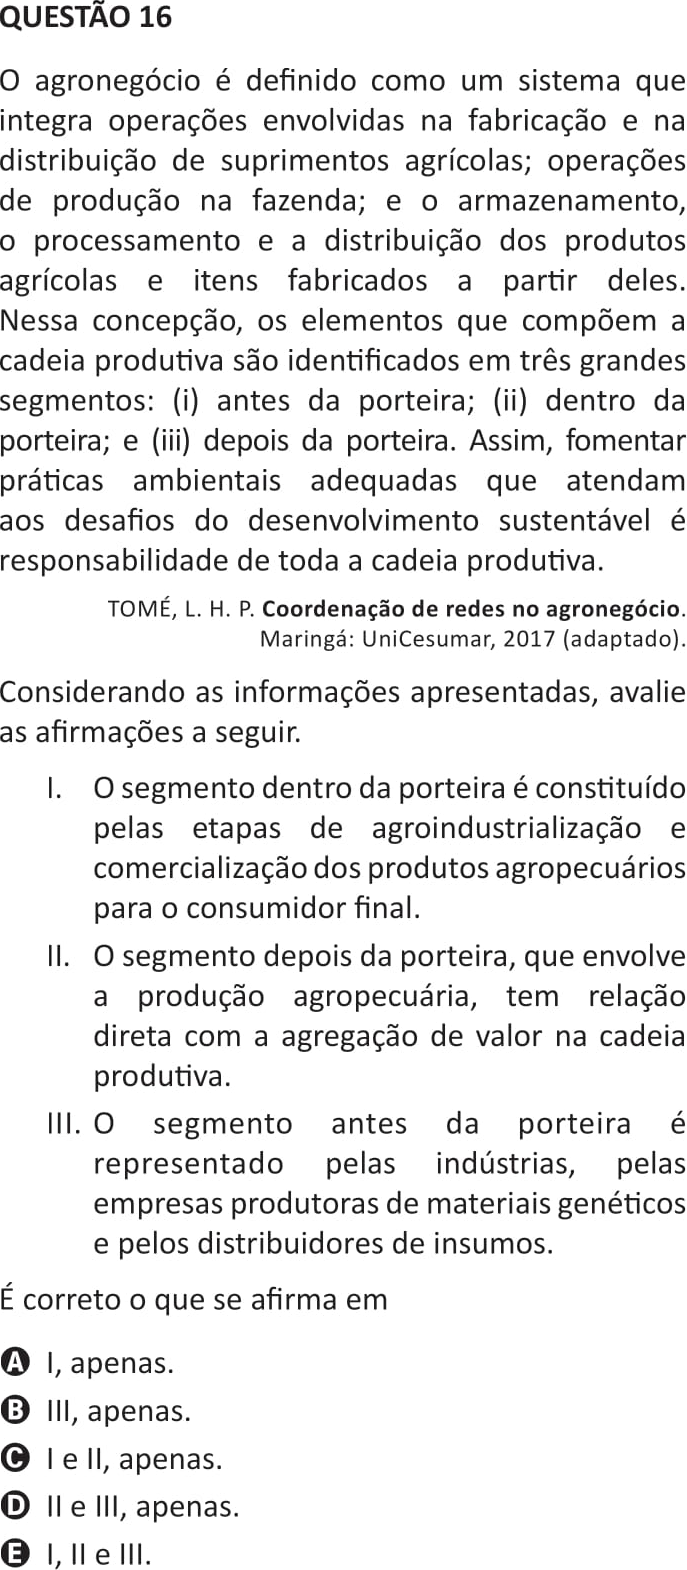 QUESTÃO 16
O agronegócio é definido como um sistema que
integra operações envolvidas na fabricação e na
distribuição de suprimentos agrícolas; operações
de produção na fazenda; e o armazenamento,
o processamento e a distribuição dos produtos
agrícolas e itens fabricados a partir deles.
Nessa concepção, os elementos que compõem a
cadeia produtiva são identificados em três grandes
segmentos: (i) antes da porteira; (ii) dentro da
porteira; e (iii) depois da porteira. Assim, fomentar
práticas ambientais adequadas que atendam
aos desafios do desenvolvimento sustentável é
responsabilidade de toda a cadeia produtiva.
TOMÉ, L. H. P. Coordenação de redes no agronegócio.
Maringá: UniCesumar, 2017 (adaptado).
Considerando as informações apresentadas, avalie
as afirmações a seguir.
I. O segmento dentro da porteira é constituído
pelas etapas de agroindustrialização e
comercialização dos produtos agropecuários
para o consumidor final.
II. O segmento depois da porteira, que envolve
a produção agropecuária, tem relação
direta com a agregação de valor na cadeia
produtiva.
III. O segmento antes da porteira é
representado pelas indústrias, pelas
empresas produtoras de materiais genéticos
e pelos distribuidores de insumos.
É correto o que se afirma em
A I, apenas.
B III, apenas.
C I e II, apenas.
D II e III, apenas.
E I, II e III.